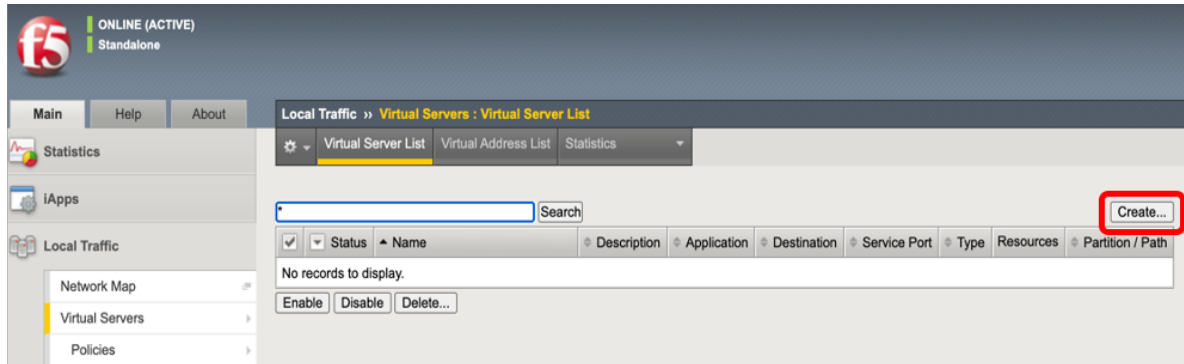 f5
ONLINE (ACTIVE)
Standalone
Main Help About
Local Traffic ›› Virtual Servers : Virtual Server List
Virtual Server List Virtual Address List Statistics
Statistics
iApps
* Search Create...
Local Traffic
Status Name Description Application Destination Service Port Type Resources Partition / Path
No records to display.
Network Map
Enable Disable Delete...
Virtual Servers
Policies